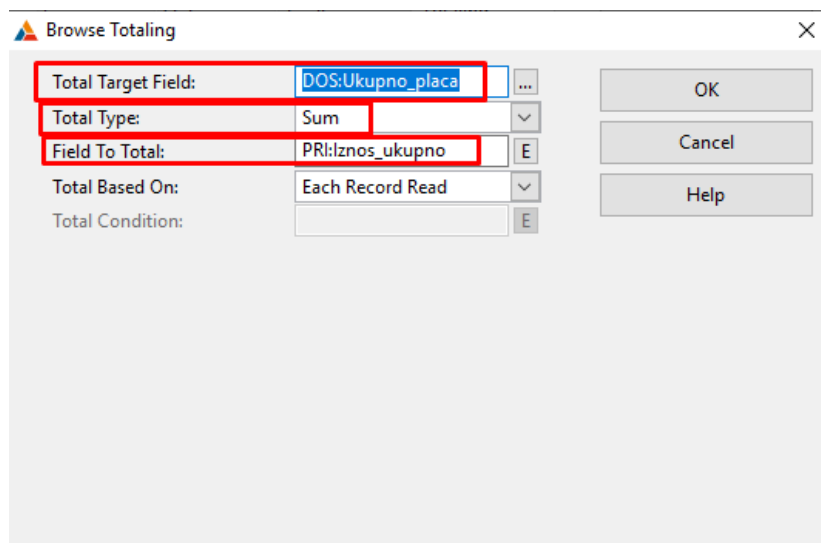 Browse Totaling
Total Target Field: DOS:Ukupno_placa ... OK
Total Type: Sum
Field To Total: PRI:Iznos_ukupno E Cancel
Total Based On: Each Record Read Help
Total Condition: E